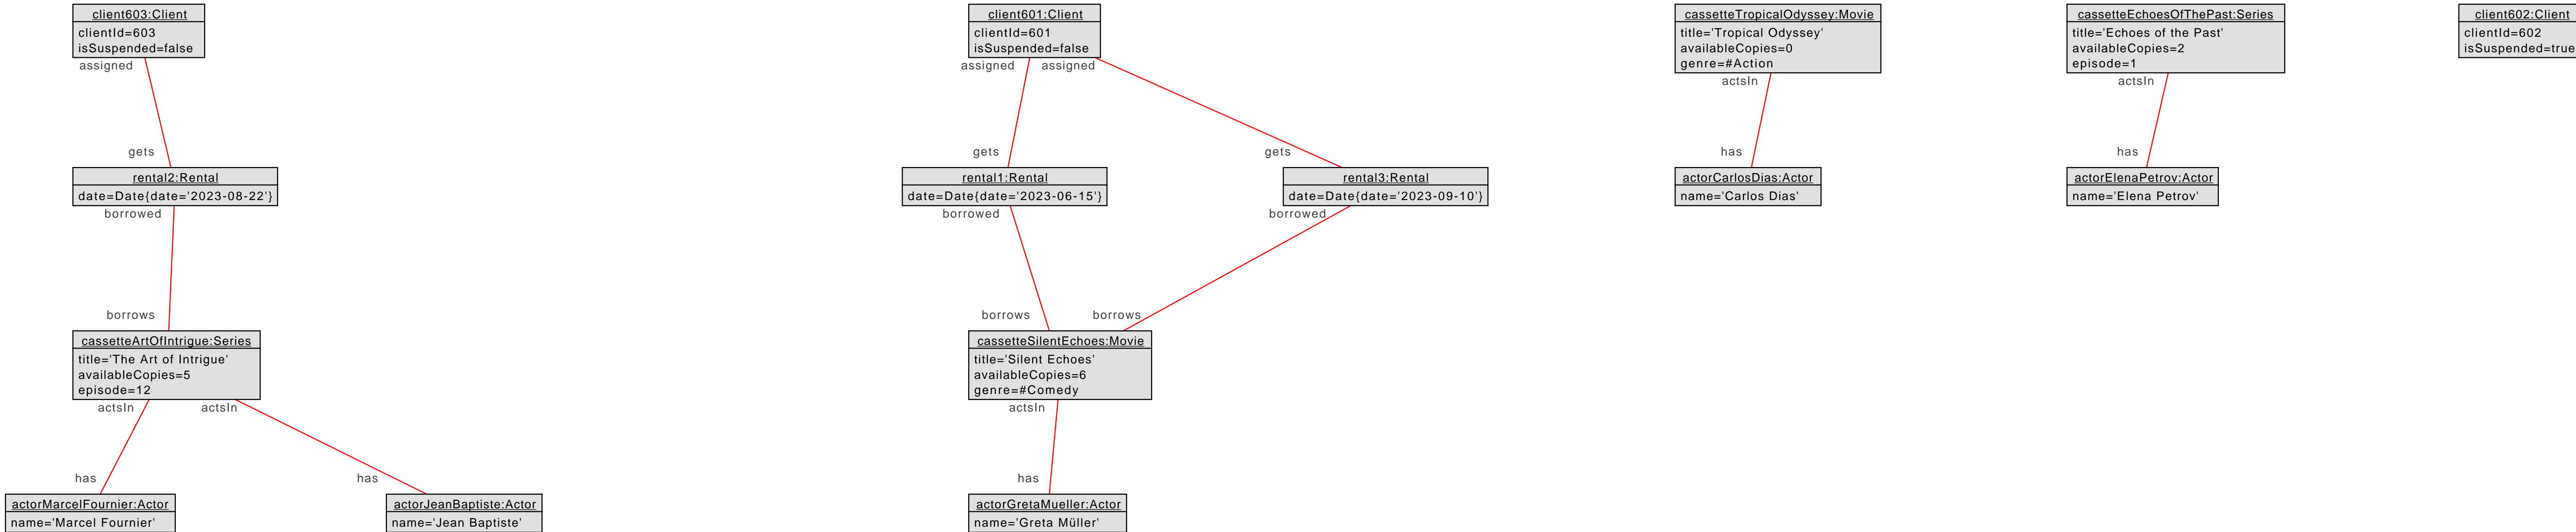 client603:Client
clientId=603
isSuspended=false
client601:Client
clientId=601
isSuspended=false
cassetteTropicalOdyssey:Movie
title='Tropical Odyssey'
availableCopies=0
genre=#Action
cassetteEchoesOfThePast:Series
title='Echoes of the Past'
availableCopies=2
episode=1
client602:Client
clientId=602
isSuspended=true
assigned
assigned
assigned
actsIn
actsIn
gets
gets
gets
has
has
rental2:Rental
date=Date{date='2023-08-22'}
rental1:Rental
date=Date{date='2023-06-15'}
rental3:Rental
date=Date{date='2023-09-10'}
actorCarlosDias:Actor
name='Carlos Dias'
actorElenaPetrov:Actor
name='Elena Petrov'
borrowed
borrowed
borrowed
borrows
borrows
borrows
cassetteArtOfIntrigue:Series
title='The Art of Intrigue'
availableCopies=5
episode=12
cassetteSilentEchoes:Movie
title='Silent Echoes'
availableCopies=6
genre=#Comedy
actsIn
actsIn
actsIn
has
has
has
actorMarcelFournier:Actor
name='Marcel Fournier'
actorJeanBaptiste:Actor
name='Jean Baptiste'
actorGretaMueller:Actor
name='Greta Müller'